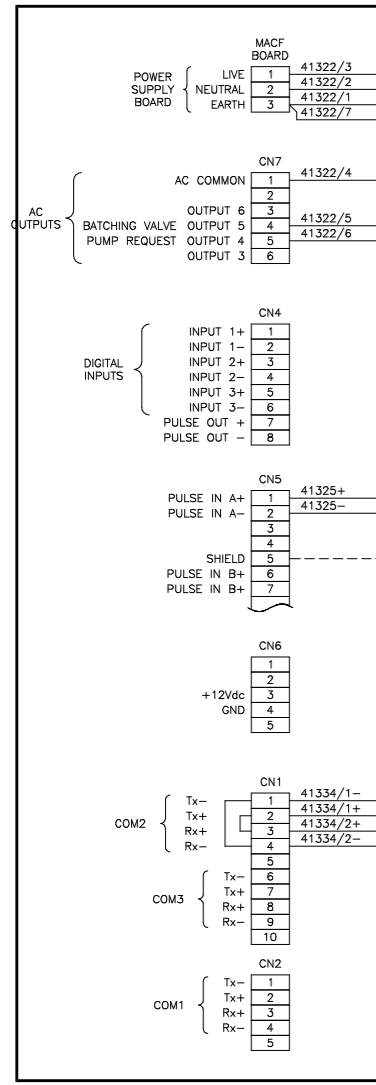 MACF
BOARD
POWER
SUPPLY
BOARD
LIVE 1 41322/3
NEUTRAL 2 41322/2
EARTH 3 41322/1
41322/7
CN7
AC
OUTPUTS
AC COMMON 1 41322/4
2
OUTPUT 6 3
BATCHING VALVE OUTPUT 5 4 41322/5
PUMP REQUEST OUTPUT 4 5 41322/6
OUTPUT 3 6
CN4
DIGITAL
INPUTS
INPUT 1+ 1
INPUT 1- 2
INPUT 2+ 3
INPUT 2- 4
INPUT 3+ 5
INPUT 3- 6
PULSE OUT + 7
PULSE OUT - 8
CN5
PULSE IN A+ 1 41325+
PULSE IN A- 2 41325-
3
4
SHIELD 5
PULSE IN B+ 6
PULSE IN B+ 7
CN6
1
2
+12Vdc 3
GND 4
5
CN1
COM2
Tx- 1 41334/1-
Tx+ 2 41334/1+
Rx+ 3 41334/2+
Rx- 4 41334/2-
5
COM3
Tx- 6
Tx+ 7
Rx+ 8
Rx- 9
10
CN2
COM1
Tx- 1
Tx+ 2
Rx+ 3
Rx- 4
5